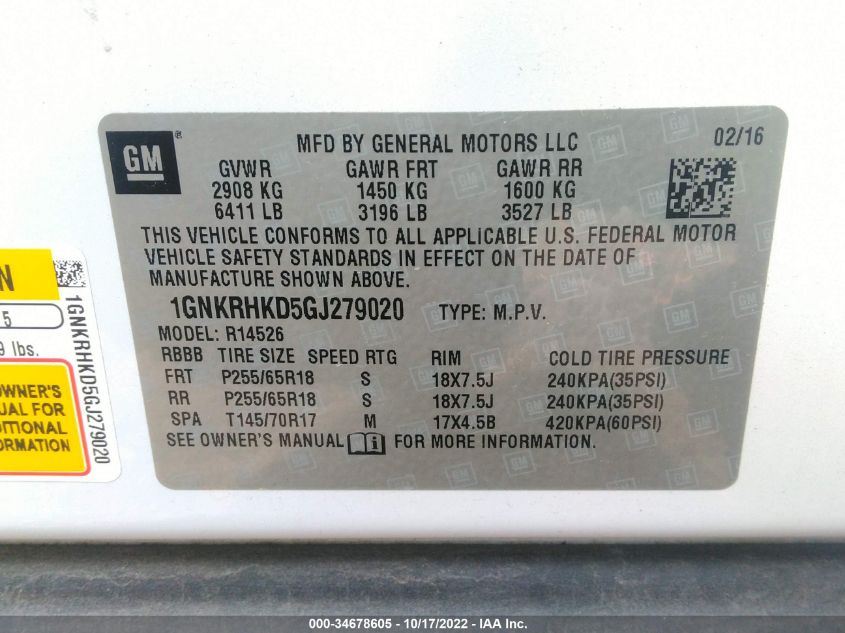 GM
®
MFD BY GENERAL MOTORS LLC
02/16
GVWR GAWR FRT GAWR RR
2908 KG 1450 KG 1600 KG
6411 LB 3196 LB 3527 LB
THIS VEHICLE CONFORMS TO ALL APPLICABLE U.S. FEDERAL MOTOR
VEHICLE SAFETY STANDARDS IN EFFECT ON THE DATE OF
MANUFACTURE SHOWN ABOVE.
1GNKRHKD5GJ279020 TYPE: M.P.V.
MODEL: R14526
RBBB TIRE SIZE SPEED RTG RIM COLD TIRE PRESSURE
FRT P255/65R18 S 18X7.5J 240KPA(35PSI)
RR P255/65R18 S 18X7.5J 240KPA(35PSI)
SPA T145/70R17 M 17X4.5B 420KPA(60PSI)
SEE OWNER'S MANUAL FOR MORE INFORMATION.
N
5
9 lbs.
OWNER'S
UAL FOR
DITIONAL
ORMATION
1GNKRHKD5GJ279020
000-34678605 - 10/17/2022 - IAA Inc.